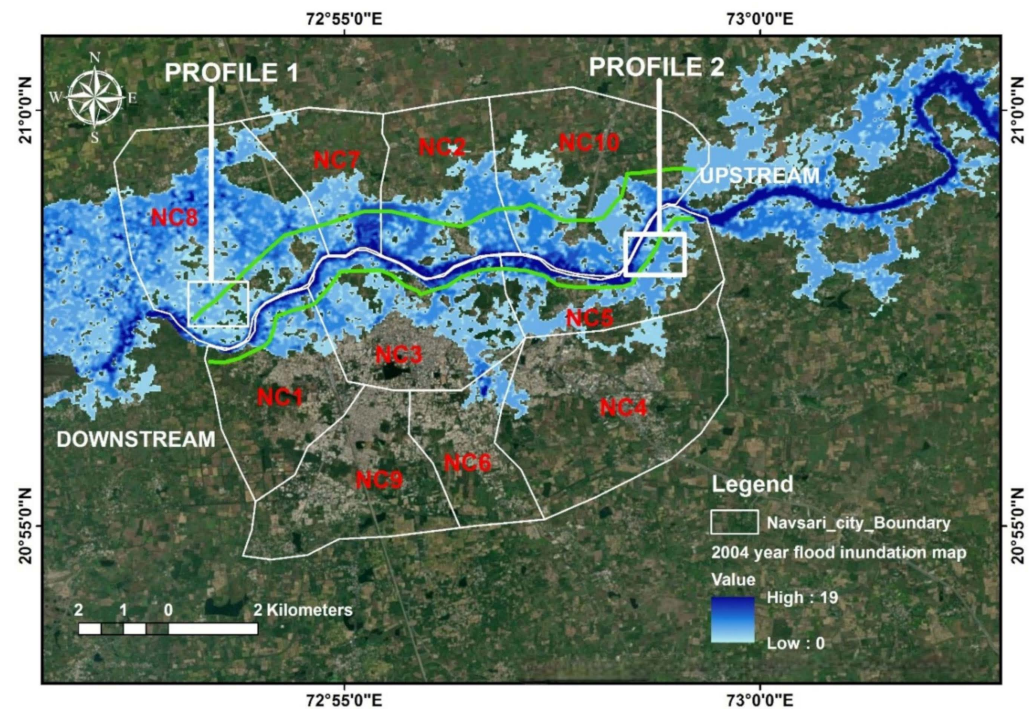 72°55'0"E 73°0'0"E
N
W E
S
PROFILE 1
PROFILE 2
21°0'0"N
21°0'0"N
NC7
NC2
NC10
UPSTREAM
NC8
NC5
NC3
NC1
NC4
DOWNSTREAM
NC6
NC9
Legend
Navsari_city_Boundary
2004 year flood inundation map
Value
High : 19
Low : 0
20°55'0"N
20°55'0"N
2 1 0 2 Kilometers
72°55'0"E 73°0'0"E